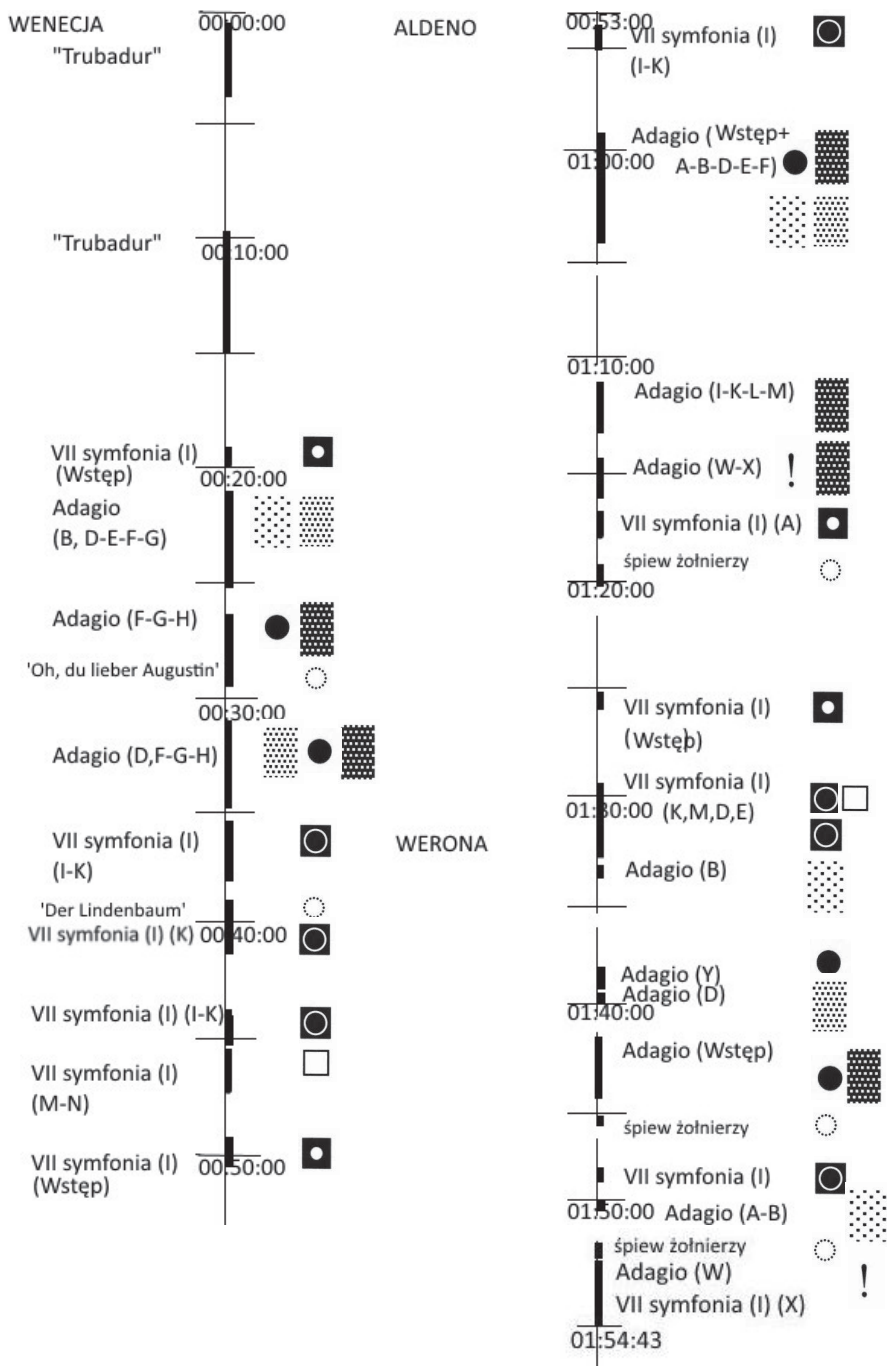 WENECJA
00:00:00
"Trubadur"
"Trubadur"
00:10:00
VII symfonia (I)
(Wstęp)
00:20:00
Adagio
(B, D-E-F-G)
Adagio (F-G-H)
'Oh, du lieber Augustin'
00:30:00
Adagio (D,F-G-H)
VII symfonia (I)
(I-K)
'Der Lindenbaum'
VII symfonia (I) (K) 00:40:00
VII symfonia (I) (I-K)
VII symfonia (I)
(M-N)
VII symfonia (I)
(Wstęp)
00:50:00
ALDENO
00:53:00
VII symfonia (I)
(I-K)
Adagio (Wstęp+
01:00:00
A-B-D-E-F)
01:10:00
Adagio (I-K-L-M)
Adagio (W-X) !
VII symfonia (I) (A)
śpiew żołnierzy
01:20:00
VII symfonia (I)
(Wstęp)
VII symfonia (I)
01:30:00 (K,M,D,E)
WERONA
Adagio (B)
Adagio (Y)
Adagio (D)
01:40:00
Adagio (Wstęp)
śpiew żołnierzy
VII symfonia (I)
01:50:00 Adagio (A-B)
śpiew żołnierzy
Adagio (W) !
VII symfonia (I) (X)
01:54:43